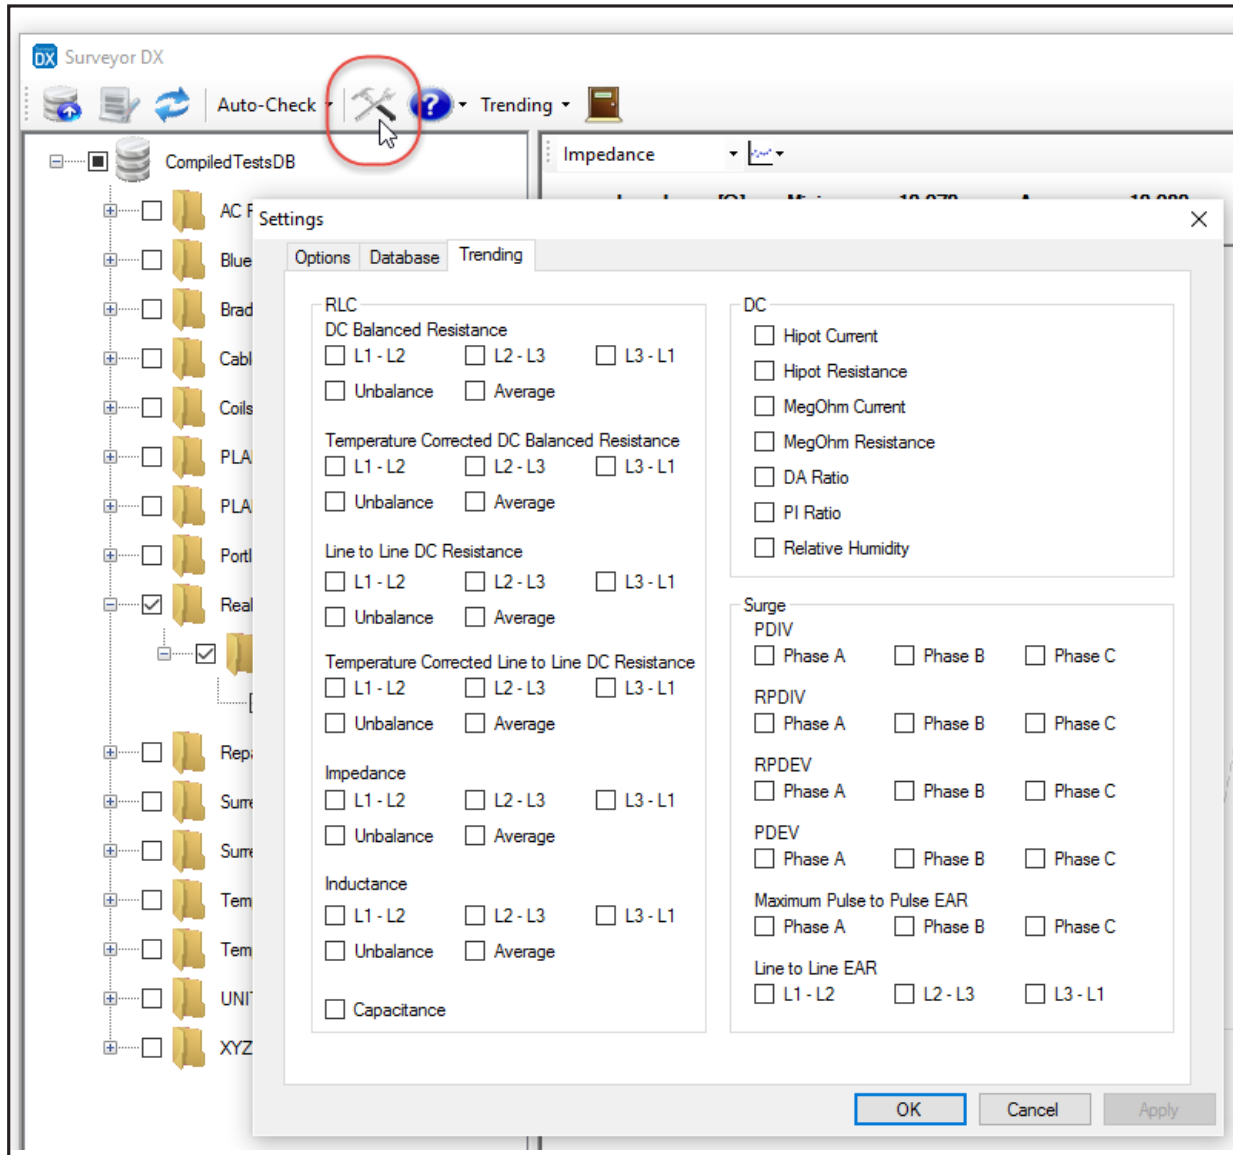 DX Surveyor DX
Auto-Check ? Trending
CompiledTestsDB
Impedance
AC
Settings
Blue
Options Database Trending
Brad
RLC
DC Balanced Resistance
L1 - L2 L2 - L3 L3 - L1
Unbalance Average
Temperature Corrected DC Balanced Resistance
L1 - L2 L2 - L3 L3 - L1
Unbalance Average
Line to Line DC Resistance
L1 - L2 L2 - L3 L3 - L1
Unbalance Average
Temperature Corrected Line to Line DC Resistance
L1 - L2 L2 - L3 L3 - L1
Unbalance Average
Impedance
L1 - L2 L2 - L3 L3 - L1
Unbalance Average
Inductance
L1 - L2 L2 - L3 L3 - L1
Unbalance Average
Capacitance
DC
Hipot Current
Hipot Resistance
MegOhm Current
MegOhm Resistance
DA Ratio
PI Ratio
Relative Humidity
Surge
PDIV
Phase A Phase B Phase C
RPDIV
Phase A Phase B Phase C
RPDEV
Phase A Phase B Phase C
PDEV
Phase A Phase B Phase C
Maximum Pulse to Pulse EAR
Phase A Phase B Phase C
Line to Line EAR
L1 - L2 L2 - L3 L3 - L1
Cabl
Coils
PLA
PLA
Portl
Real
Repa
Surre
Surre
Tem
Tem
UNIT
XYZ
OK Cancel Apply